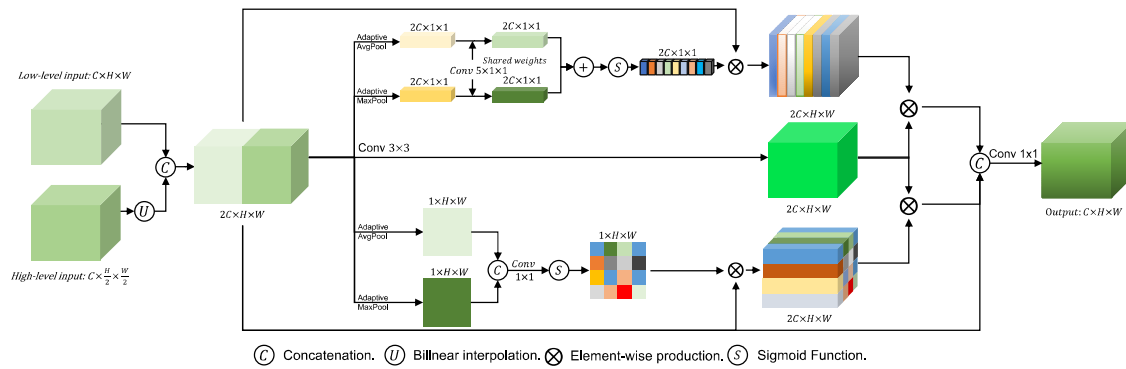 Low-level input: C×H×W
U
High-level input: C×H/2×W/2
C
2C×H×W
Adaptive
AvgPool
2C×1×1
2C×1×1
Shared weights
Conv 5×1×1
Adaptive
MaxPool
2C×1×1
2C×1×1
+
S
2C×1×1
2C×H×W
Conv 3×3
2C×H×W
Adaptive
AvgPool
1×H×W
Adaptive
MaxPool
1×H×W
C
Conv
1×1
S
1×H×W
2C×H×W
C
Conv 1x1
Output: C×H×W
C Concatenation. U Billnear interpolation. ⊗ Element-wise production. S Sigmoid Function.